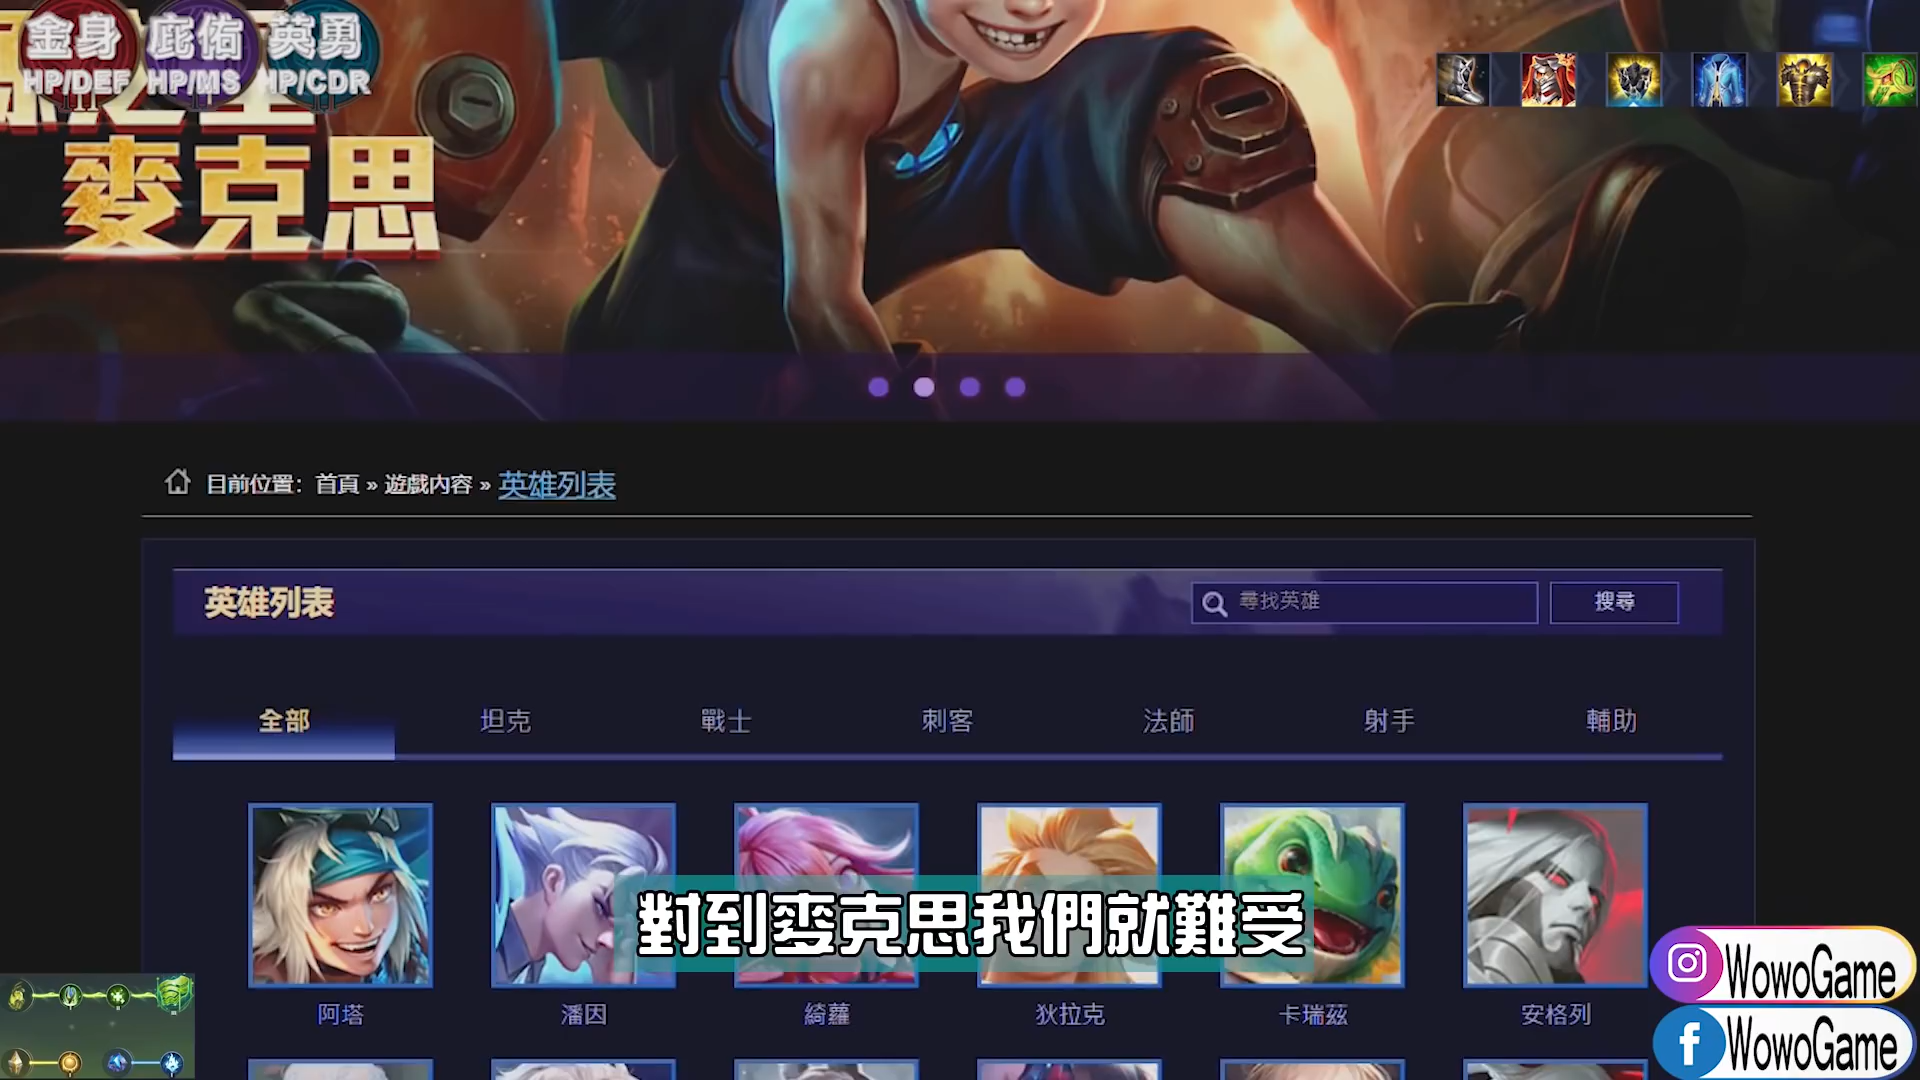 金身 庇佑 英勇
HP/DEF HP/MS HP/CDR
麥克思
目前位置: 首頁 » 遊戲內容 » 英雄列表
英雄列表
尋找英雄
搜尋
全部
坦克
戰士
刺客
法師
射手
輔助
對到麥克思我們就難受
阿塔
潘因
綺蘿
狄拉克
卡瑞茲
安格列
WowoGame
WowoGame